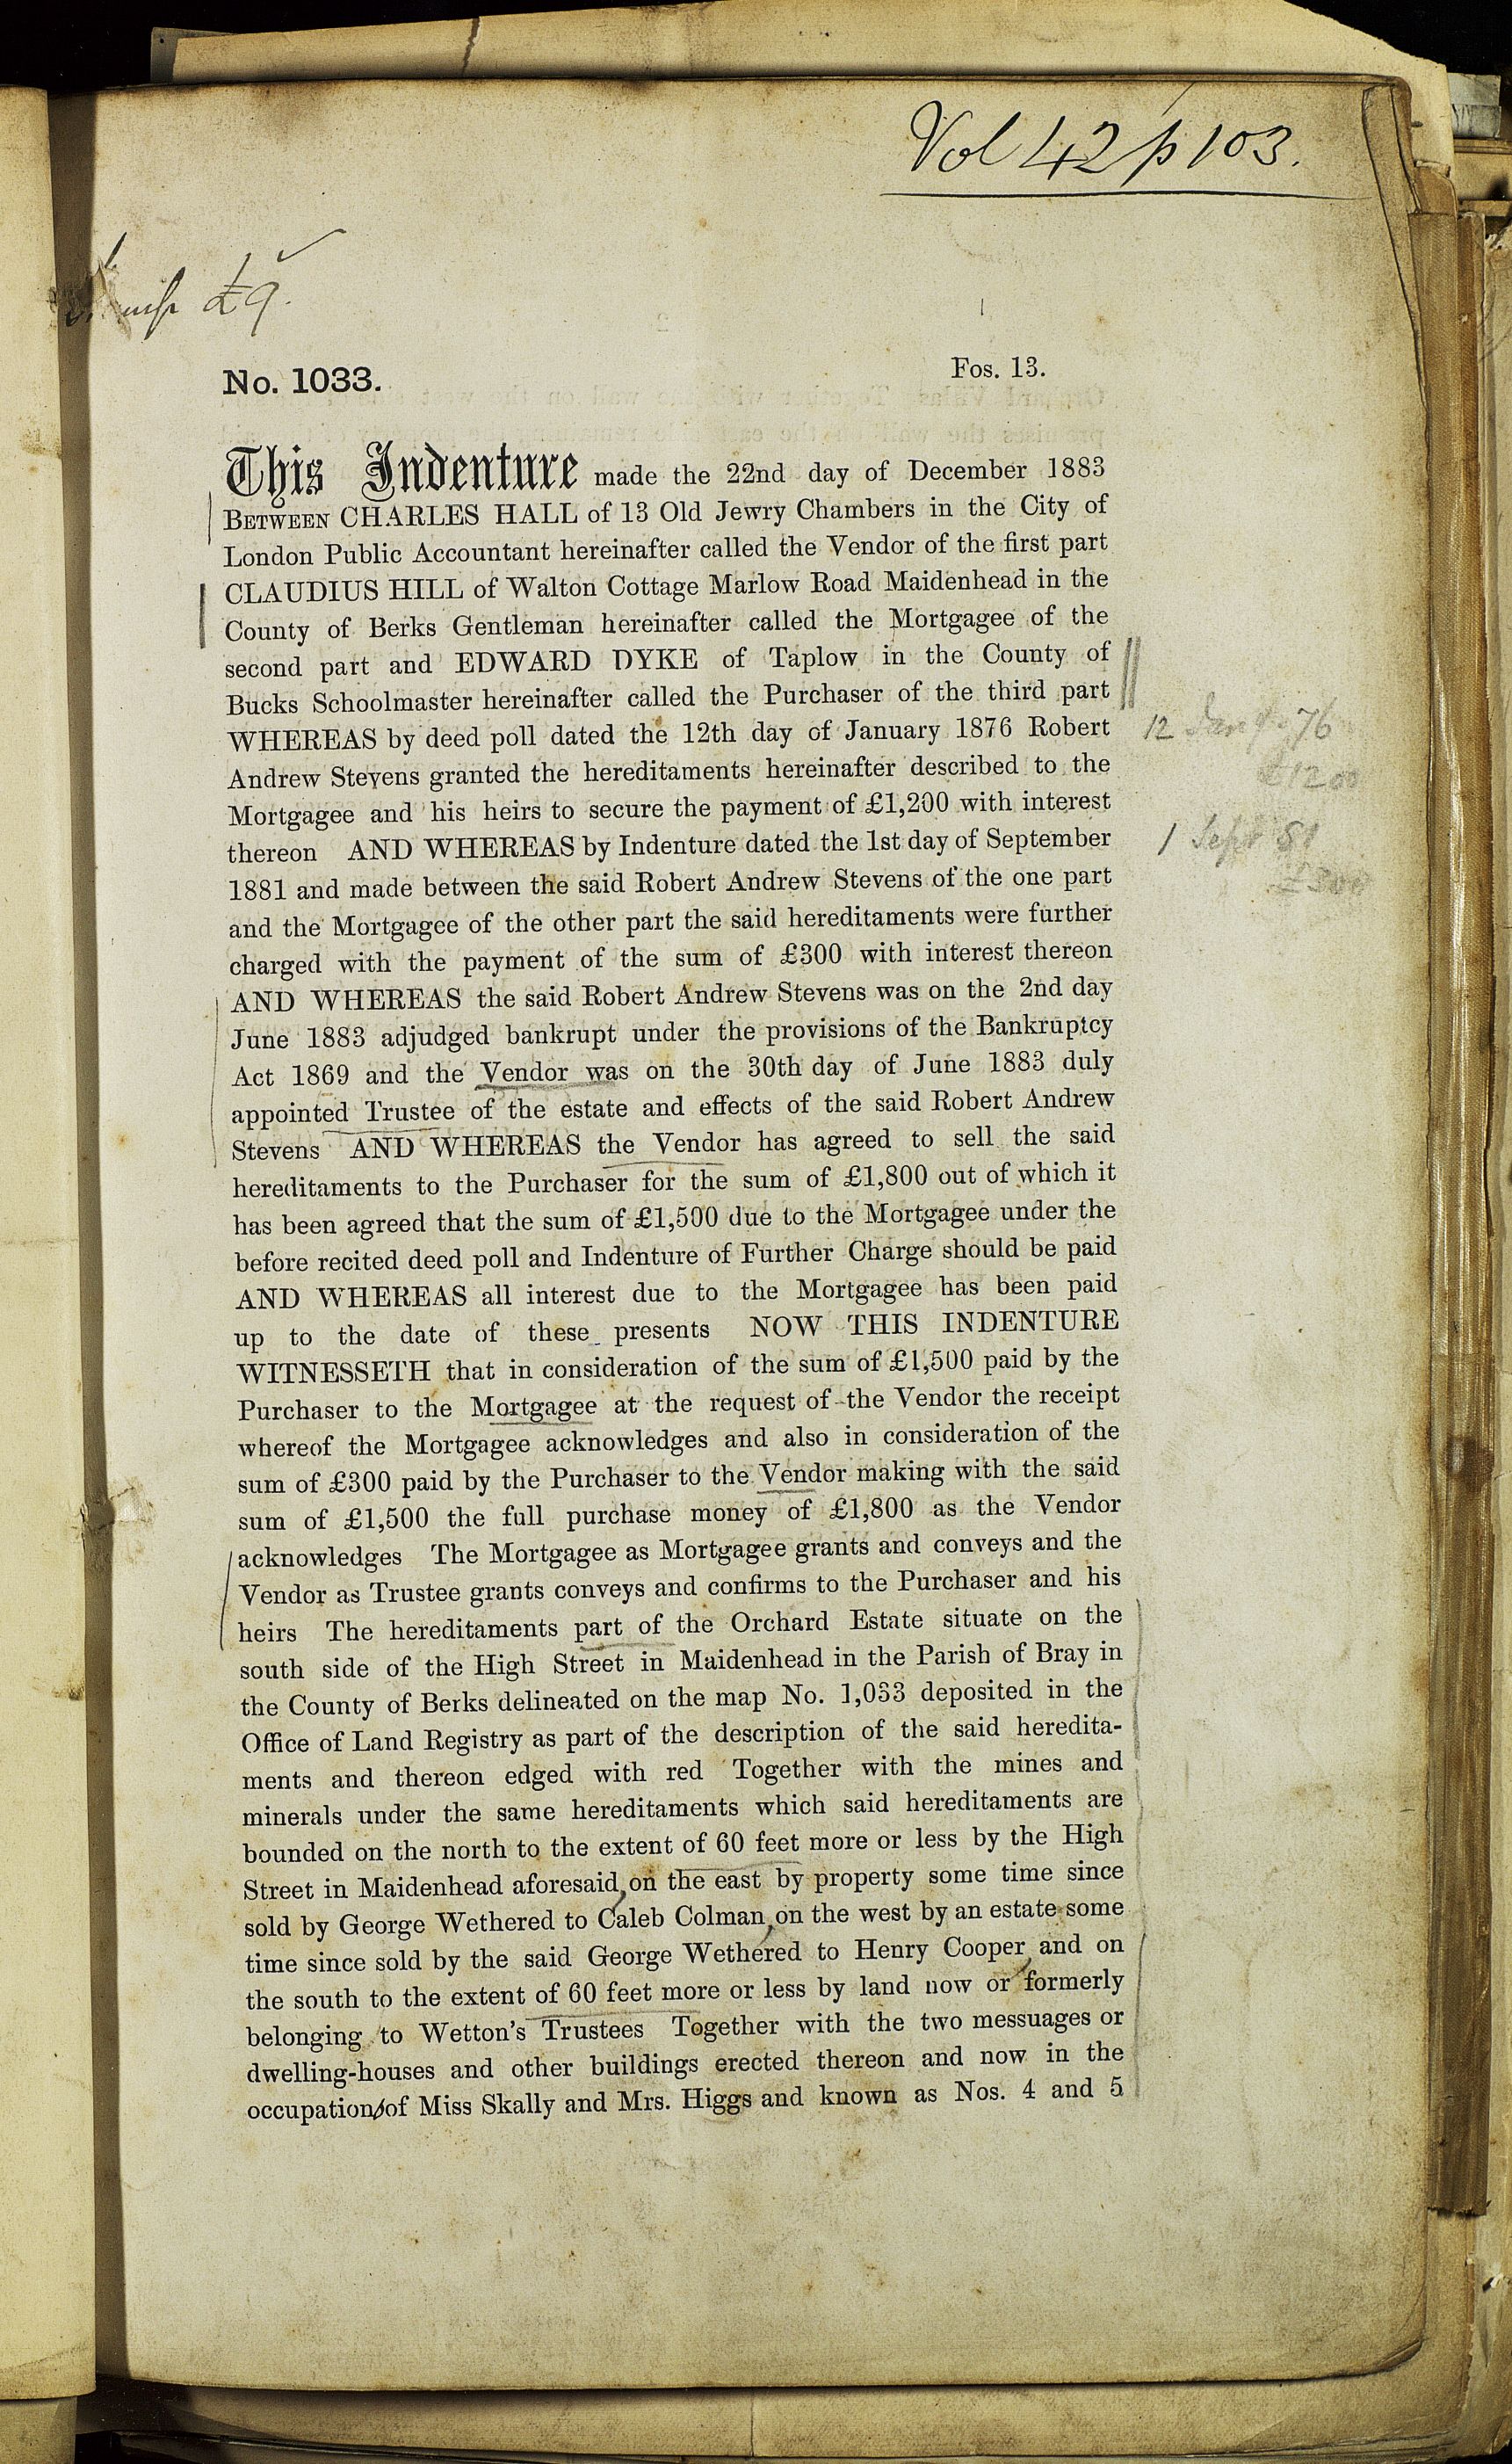 Vol 42 p 103.
£9.
No. 1033.
Fos. 13.
This Indenture made the 22nd day of December 1883
BETWEEN CHARLES HALL of 13 Old Jewry Chambers in the City of
London Public Accountant hereinafter called the Vendor of the first part
CLAUDIUS HILL of Walton Cottage Marlow Road Maidenhead in the
County of Berks Gentleman hereinafter called the Mortgagee of the
second part and EDWARD DYKE of Taplow in the County of
Bucks Schoolmaster hereinafter called the Purchaser of the third part
WHEREAS by deed poll dated the 12th day of January 1876 Robert
12 Jany. 76
Andrew Stevens granted the hereditaments hereinafter described to the
£1200
Mortgagee and his heirs to secure the payment of £1,200 with interest
thereon AND WHEREAS by Indenture dated the 1st day of September
1 Sepr 81
1881 and made between the said Robert Andrew Stevens of the one part
£300
and the Mortgagee of the other part the said hereditaments were further
charged with the payment of the sum of £300 with interest thereon
AND WHEREAS the said Robert Andrew Stevens was on the 2nd day
June 1883 adjudged bankrupt under the provisions of the Bankruptcy
Act 1869 and the Vendor was on the 30th day of June 1883 duly
appointed Trustee of the estate and effects of the said Robert Andrew
Stevens AND WHEREAS the Vendor has agreed to sell the said
hereditaments to the Purchaser for the sum of £1,800 out of which it
has been agreed that the sum of £1,500 due to the Mortgagee under the
before recited deed poll and Indenture of Further Charge should be paid
AND WHEREAS all interest due to the Mortgagee has been paid
up to the date of these presents NOW THIS INDENTURE
WITNESSETH that in consideration of the sum of £1,500 paid by the
Purchaser to the Mortgagee at the request of the Vendor the receipt
whereof the Mortgagee acknowledges and also in consideration of the
sum of £300 paid by the Purchaser to the Vendor making with the said
sum of £1,500 the full purchase money of £1,800 as the Vendor
acknowledges The Mortgagee as Mortgagee grants and conveys and the
Vendor as Trustee grants conveys and confirms to the Purchaser and his
heirs The hereditaments part of the Orchard Estate situate on the
south side of the High Street in Maidenhead in the Parish of Bray in
the County of Berks delineated on the map No. 1,033 deposited in the
Office of Land Registry as part of the description of the said heredita-
ments and thereon edged with red Together with the mines and
minerals under the same hereditaments which said hereditaments are
bounded on the north to the extent of 60 feet more or less by the High
Street in Maidenhead aforesaid, on the east by property some time since
sold by George Wethered to Caleb Colman, on the west by an estate some
time since sold by the said George Wethered to Henry Cooper, and on
the south to the extent of 60 feet more or less by land now or formerly
belonging to Wetton's Trustees Together with the two messuages or
dwelling-houses and other buildings erected thereon and now in the
occupation of Miss Skally and Mrs. Higgs and known as Nos. 4 and 5